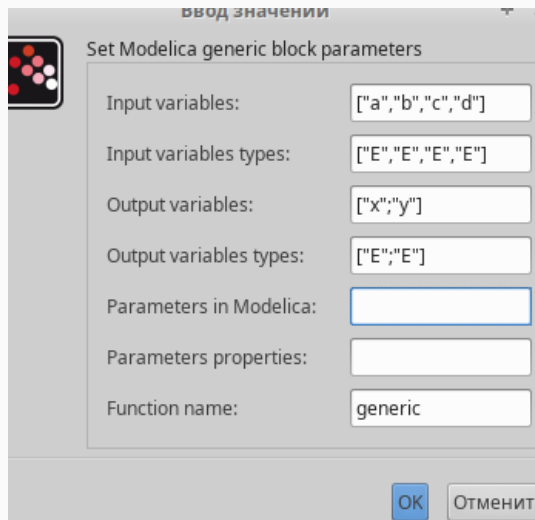 Ввод значений
Set Modelica generic block parameters
Input variables: ["a","b","c","d"]
Input variables types: ["E","E","E","E"]
Output variables: ["x";"y"]
Output variables types: ["E";"E"]
Parameters in Modelica:
Parameters properties:
Function name: generic
OK Отменит